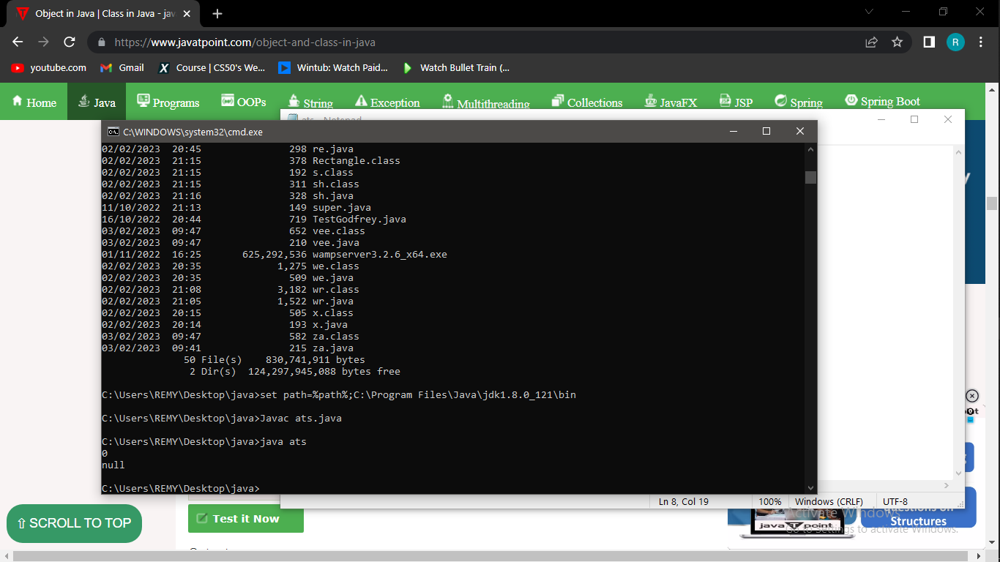 Object in Java | Class in Java - jav
https://www.javatpoint.com/object-and-class-in-java
R
youtube.com
Gmail
Course | CS50's We...
Wintub: Watch Paid...
Watch Bullet Train (...
Home
Java
Programs
OOPs
String
Exception
Multithreading
Collections
JavaFX
JSP
Spring
Spring Boot
ats - Notepad
C:\WINDOWS\system32\cmd.exe
02/02/2023 20:45 298 re.java
02/02/2023 21:15 378 Rectangle.class
02/02/2023 21:15 192 s.class
02/02/2023 21:15 311 sh.class
02/02/2023 21:16 328 sh.java
11/10/2022 21:13 149 super.java
16/10/2022 20:44 719 TestGodfrey.java
03/02/2023 09:47 652 vee.class
03/02/2023 09:47 210 vee.java
01/11/2022 16:25 625,292,536 wampserver3.2.6_x64.exe
02/02/2023 20:35 1,275 we.class
02/02/2023 20:35 509 we.java
02/02/2023 21:08 3,182 wr.class
02/02/2023 21:05 1,522 wr.java
02/02/2023 20:15 505 x.class
02/02/2023 20:14 193 x.java
03/02/2023 09:47 582 za.class
03/02/2023 09:41 215 za.java
50 File(s) 830,741,911 bytes
2 Dir(s) 124,297,945,088 bytes free
C:\Users\REMY\Desktop\java>set path=%path%;C:\Program Files\Java\jdk1.8.0_121\bin
C:\Users\REMY\Desktop\java>Javac ats.java
C:\Users\REMY\Desktop\java>java ats
0
null
C:\Users\REMY\Desktop\java>
Ln 8, Col 19
100%
Windows (CRLF)
UTF-8
⇧ SCROLL TO TOP
Test it Now
java T point
Questions on
Structures
Activate Windows
Go to Settings to activate Windows.